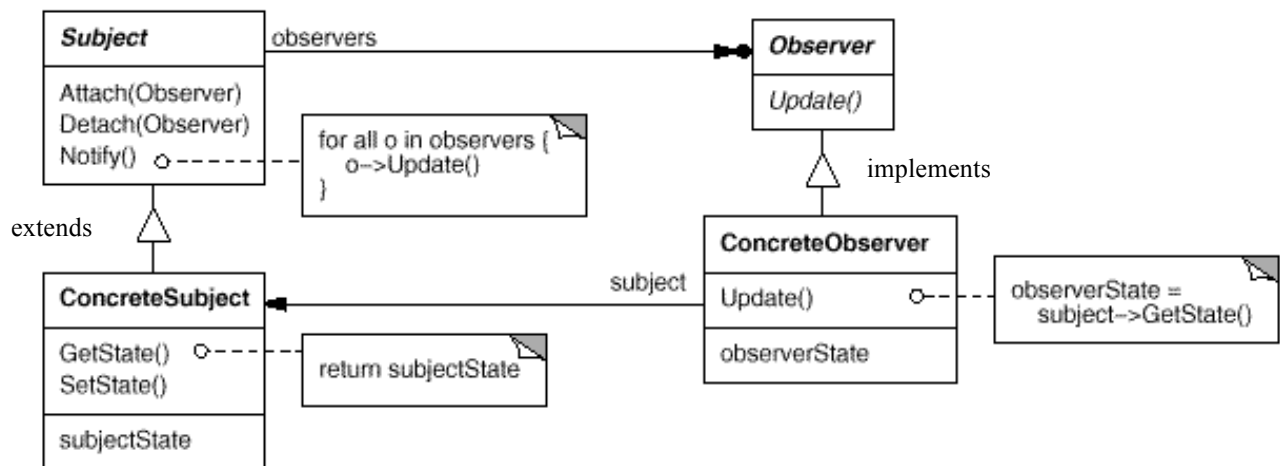 Subject
observers
Observer
Attach(Observer)
Detach(Observer)
Notify()
for all o in observers {
o->Update()
}
Update()
extends
implements
ConcreteSubject
GetState()
SetState()
subjectState
return subjectState
subject
ConcreteObserver
Update()
observerState
observerState =
subject->GetState()